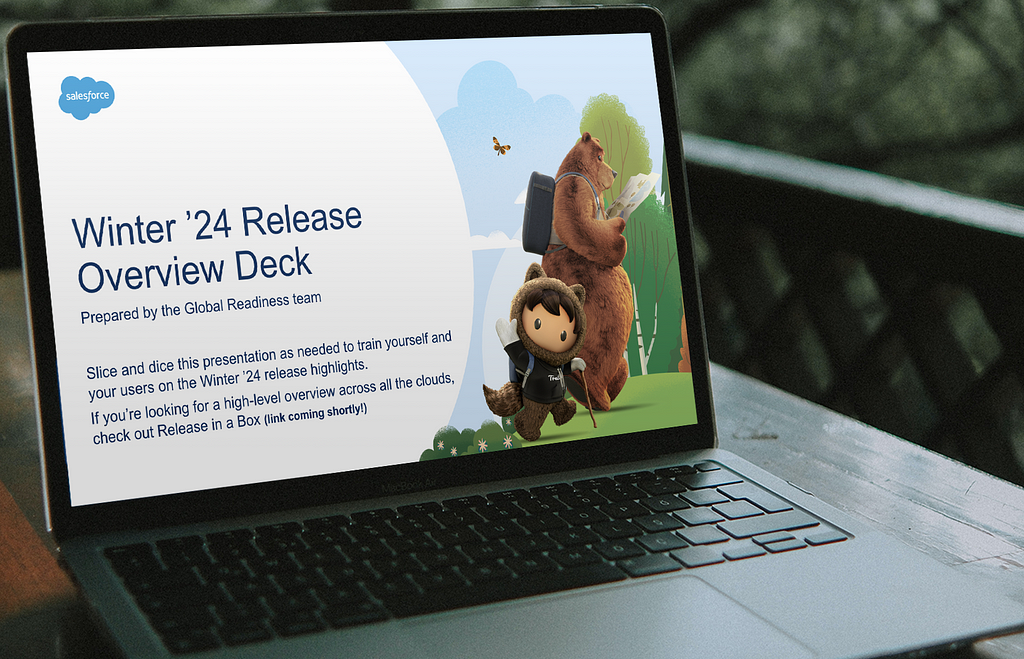 salesforce
Winter ’24 Release
Overview Deck
Prepared by the Global Readiness team
Slice and dice this presentation as needed to train yourself and
your users on the Winter ’24 release highlights.
If you’re looking for a high-level overview across all the clouds,
check out Release in a Box (link coming shortly!)
MacBook Air